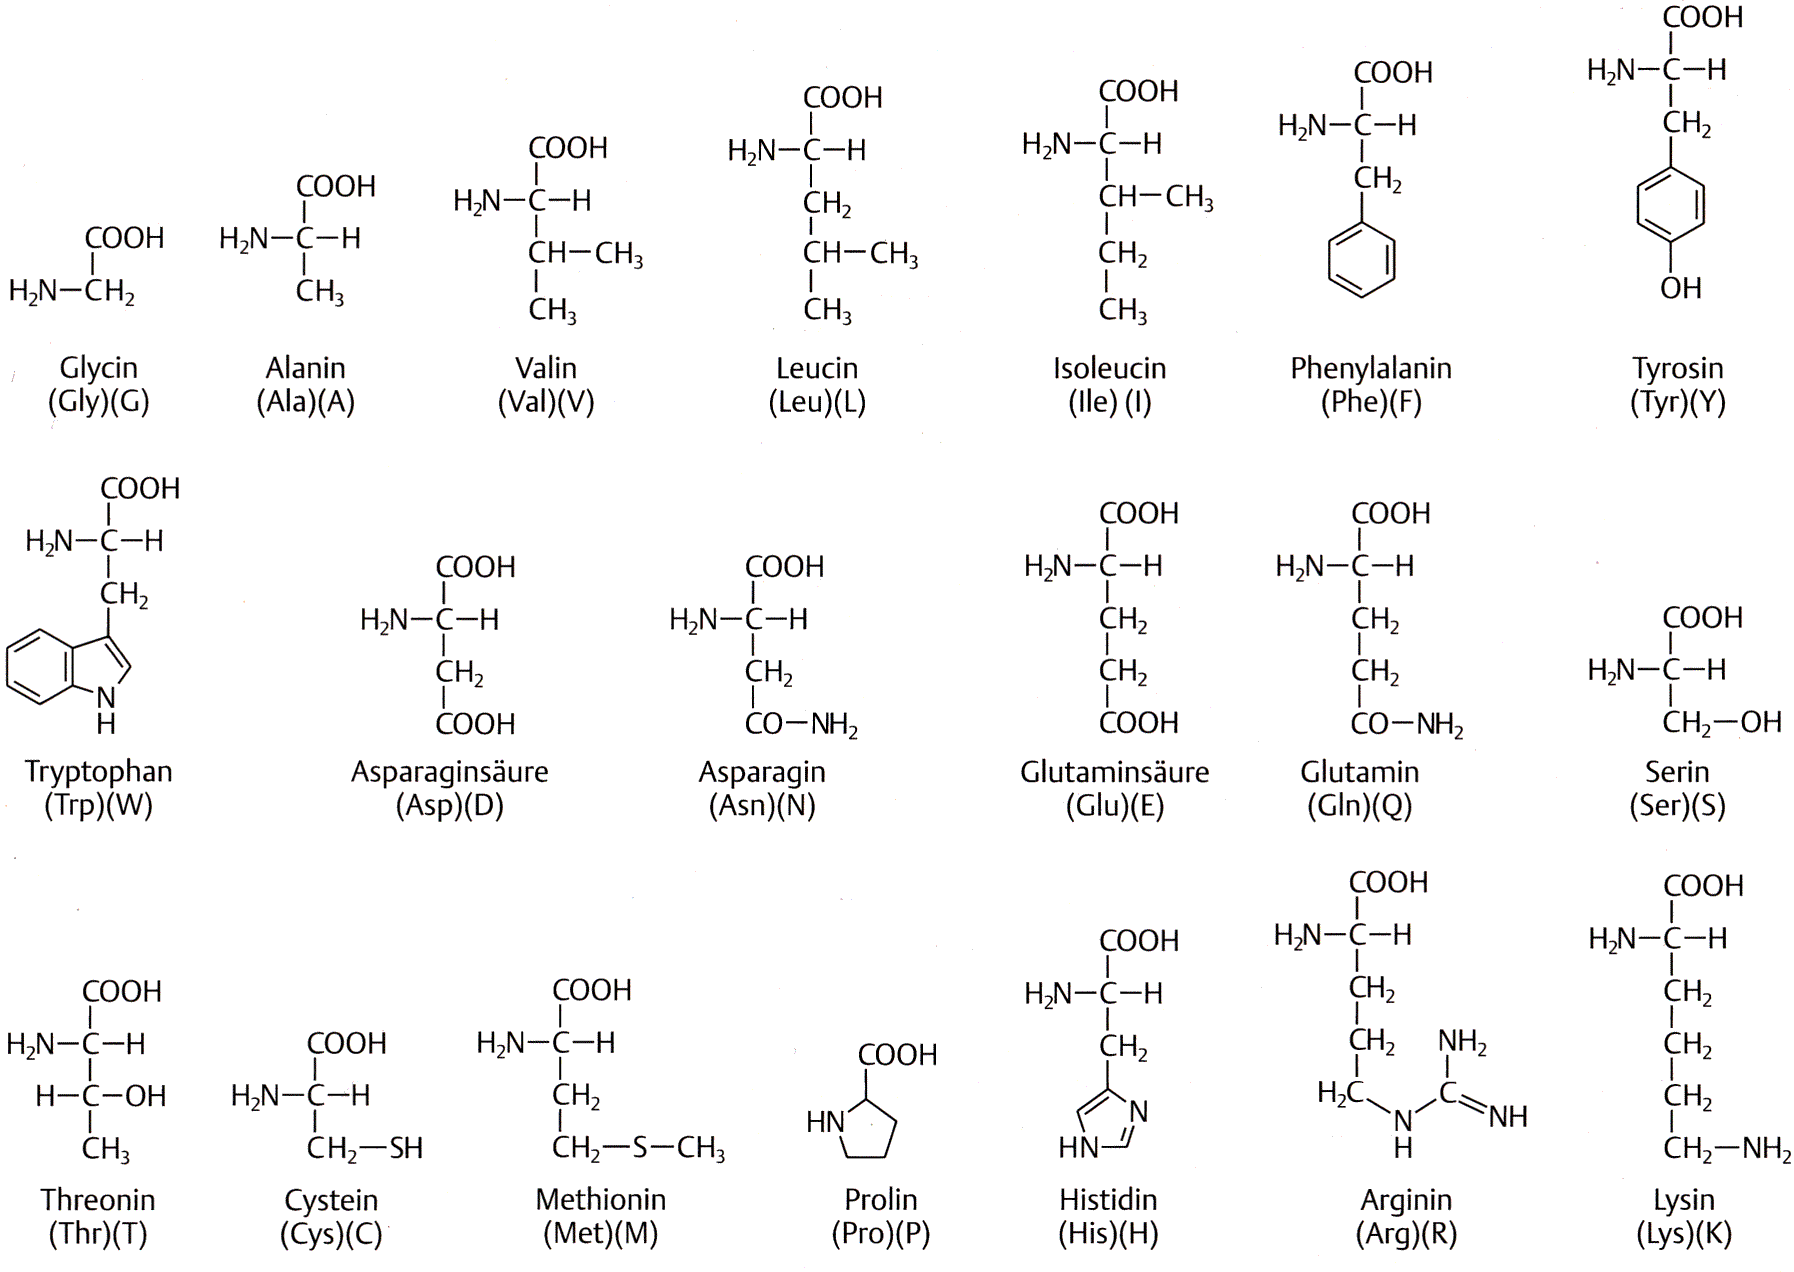 COOH
H₂N–CH₂
Glycin
(Gly)(G)
COOH
H₂N–C–H
CH₃
Alanin
(Ala)(A)
COOH
H₂N–C–H
CH–CH₃
CH₃
Valin
(Val)(V)
COOH
H₂N–C–H
CH₂
CH–CH₃
CH₃
Leucin
(Leu)(L)
COOH
H₂N–C–H
CH–CH₃
CH₂
CH₃
Isoleucin
(Ile) (I)
COOH
H₂N–C–H
CH₂
Phenylalanin
(Phe)(F)
COOH
H₂N–C–H
CH₂
OH
Tyrosin
(Tyr)(Y)
COOH
H₂N–C–H
CH₂
N
H
Tryptophan
(Trp)(W)
COOH
H₂N–C–H
CH₂
COOH
Asparaginsäure
(Asp)(D)
COOH
H₂N–C–H
CH₂
CO–NH₂
Asparagin
(Asn)(N)
COOH
H₂N–C–H
CH₂
CH₂
COOH
Glutaminsäure
(Glu)(E)
COOH
H₂N–C–H
CH₂
CH₂
CO–NH₂
Glutamin
(Gln)(Q)
COOH
H₂N–C–H
CH₂–OH
Serin
(Ser)(S)
COOH
H₂N–C–H
H–C–OH
CH₃
Threonin
(Thr)(T)
COOH
H₂N–C–H
CH₂–SH
Cystein
(Cys)(C)
COOH
H₂N–C–H
CH₂
CH₂–S–CH₃
Methionin
(Met)(M)
COOH
HN
Prolin
(Pro)(P)
COOH
H₂N–C–H
CH₂
N
HN
Histidin
(His)(H)
COOH
H₂N–C–H
CH₂
CH₂ NH₂
H₂C C
N NH
H
Arginin
(Arg)(R)
COOH
H₂N–C–H
CH₂
CH₂
CH₂
CH₂–NH₂
Lysin
(Lys)(K)